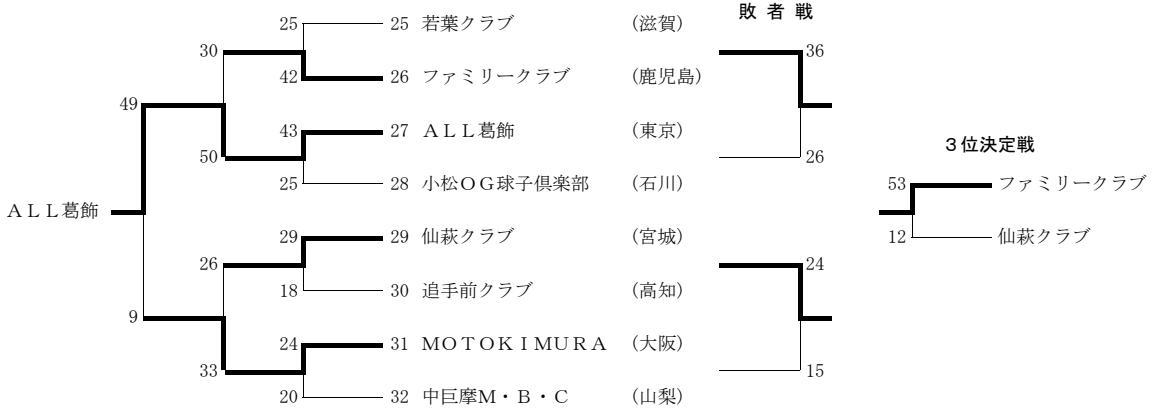 敗 者 戦
25 25 若葉クラブ (滋賀)
30 36
42 26 ファミリークラブ (鹿児島)
49
43 27 ＡＬＬ葛飾 (東京)
3位決定戦
50 26
25 28 小松ＯＧ球子倶楽部 (石川) 53 ファミリークラブ
ＡＬＬ葛飾
29 29 仙萩クラブ (宮城) 12 仙萩クラブ
26 24
18 30 追手前クラブ (高知)
9
24 31 ＭＯＴＯＫＩＭＵＲＡ (大阪)
33 15
20 32 中巨摩Ｍ・Ｂ・Ｃ (山梨)